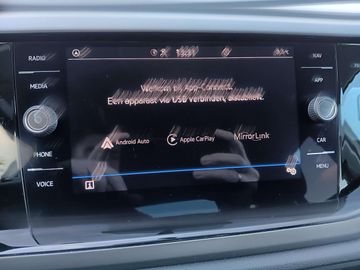 RADIO
MEDIA
PHONE
VOICE
Welkom bij App-Connect.
Een apparaat via USB verbinden, alstublieft.
Android Auto
Apple CarPlay
MirrorLink
NAV
APP
CAR
MENU